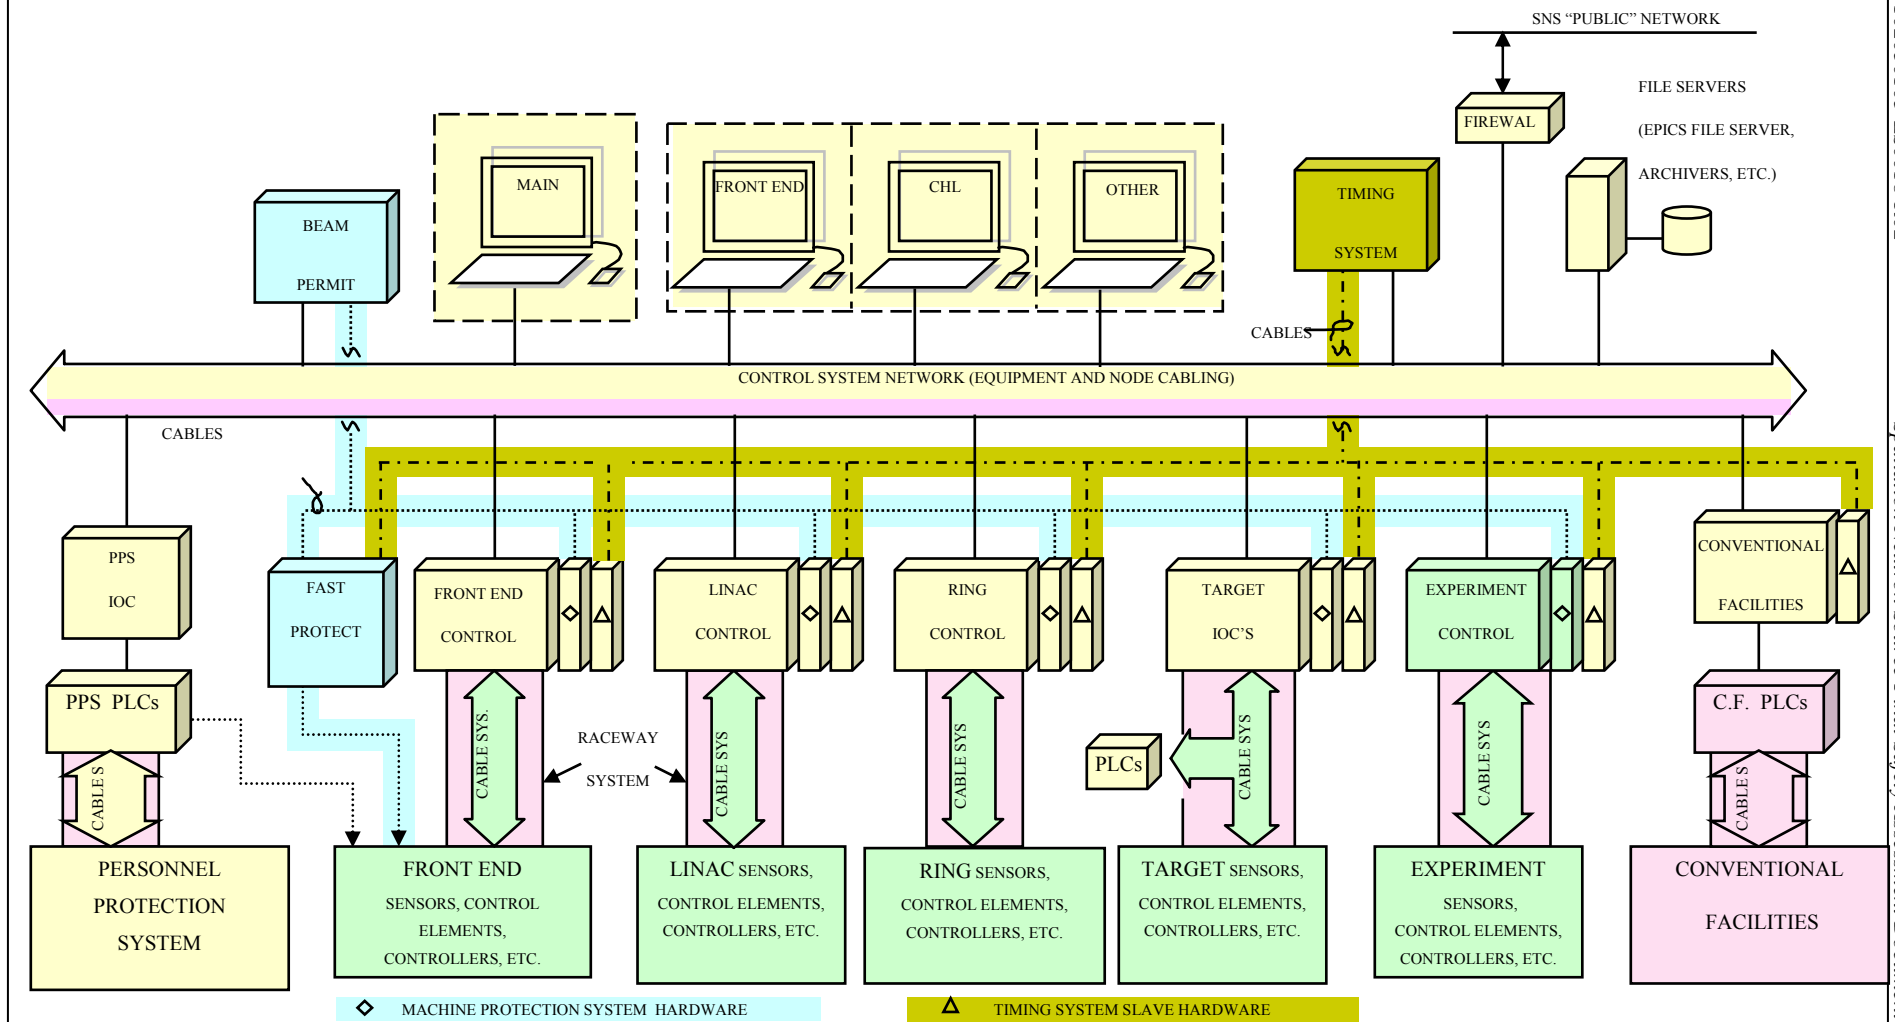 SNS “PUBLIC” NETWORK
FILE SERVERS
(EPICS FILE SERVER,
ARCHIVERS, ETC.)
FIREWAL
MAIN
FRONT END
CHL
OTHER
TIMING
SYSTEM
BEAM
PERMIT
CABLES
CONTROL SYSTEM NETWORK (EQUIPMENT AND NODE CABLING)
CABLES
PPS
IOC
FAST
PROTECT
FRONT END
CONTROL
LINAC
CONTROL
RING
CONTROL
TARGET
IOC'S
EXPERIMENT
CONTROL
CONVENTIONAL
FACILITIES
PPS PLCs
C.F. PLCs
PLCs
RACEWAY
SYSTEM
CABLE S
CABLE SYS.
CABLE SYS
CABLE SYS
CABLE SYS
CABLE SYS
CABLE S
PERSONNEL
PROTECTION
SYSTEM
FRONT END
SENSORS, CONTROL
ELEMENTS,
CONTROLLERS, ETC.
LINAC SENSORS,
CONTROL ELEMENTS,
CONTROLLERS, ETC.
RING SENSORS,
CONTROL ELEMENTS,
CONTROLLERS, ETC.
TARGET SENSORS,
CONTROL ELEMENTS,
CONTROLLERS, ETC.
EXPERIMENT
SENSORS,
CONTROL ELEMENTS,
CONTROLLERS, ETC.
CONVENTIONAL
FACILITIES
MACHINE PROTECTION SYSTEM HARDWARE
TIMING SYSTEM SLAVE HARDWARE